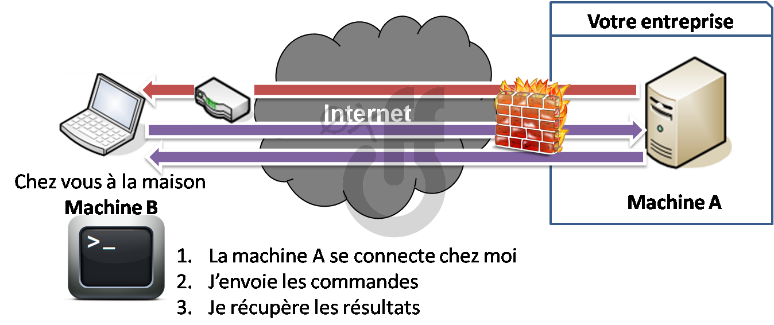 Votre entreprise
Internet
Chez vous à la maison
Machine B
Machine A
>_
1. La machine A se connecte chez moi
2. J'envoie les commandes
3. Je récupère les résultats